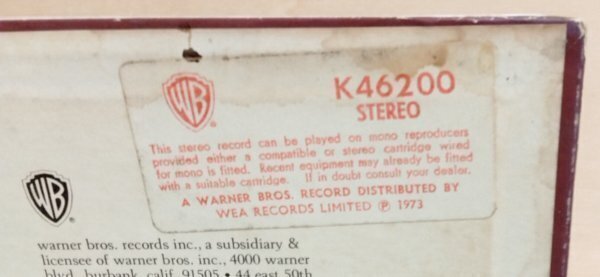 WB
K46200
STEREO
This stereo record can be played on mono reproducers
provided either a compatible or stereo cartridge wired
for mono is fitted. Recent equipment may already be fitted
with a suitable cartridge. If in doubt consult your dealer.
A WARNER BROS. RECORD DISTRIBUTED BY
WEA RECORDS LIMITED ℗ 1973
WB
warner bros. records inc., a subsidiary &
licensee of warner bros. inc., 4000 warner
blvd., burbank, calif. 91505 • 44 east 50th